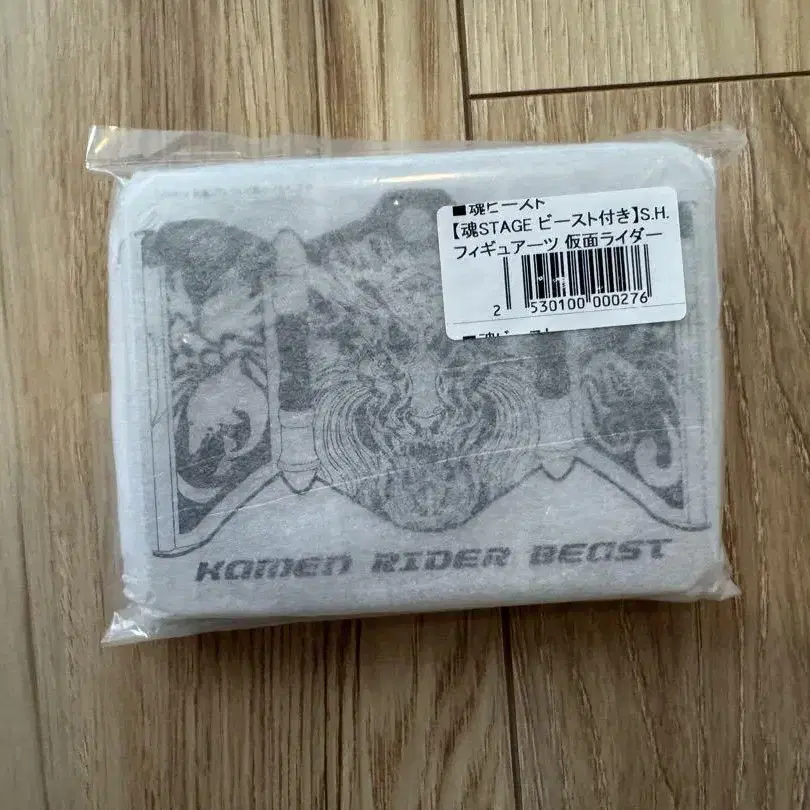 ■魂ビースト
【魂STAGE ビースト付き】S.H.
フィギュアーツ 仮面ライダー
2 530100 000276
KAMEN RIDER BEAST